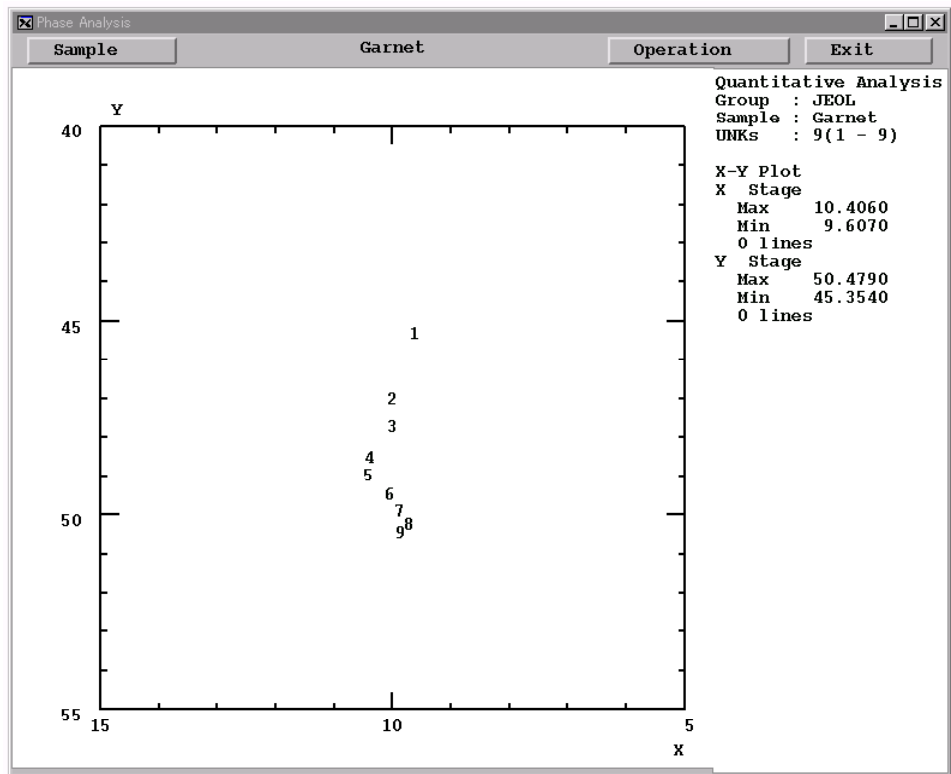 Phase Analysis
Sample Garnet Operation Exit
Quantitative Analysis
Group : JEOL
Sample : Garnet
UNKs : 9(1 - 9)
X-Y Plot
X Stage
Max 10.4060
Min 9.6070
0 lines
Y Stage
Max 50.4790
Min 45.3540
0 lines
Y
40
45
1
2
3
4
5
6
7
8
9
50
55
15 10 5
X